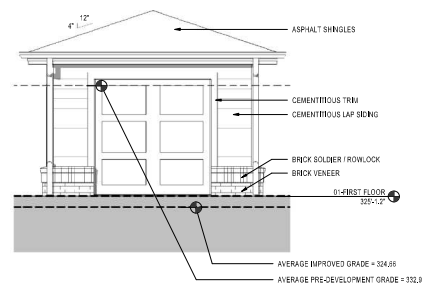 12"
4"
ASPHALT SHINGLES
CEMENTITIOUS TRIM
CEMENTITIOUS LAP SIDING
BRICK SOLDIER / ROWLOCK
BRICK VENEER
01-FIRST FLOOR
325'-1.2"
AVERAGE IMPROVED GRADE = 324.66
AVERAGE PRE-DEVELOPMENT GRADE = 332.9